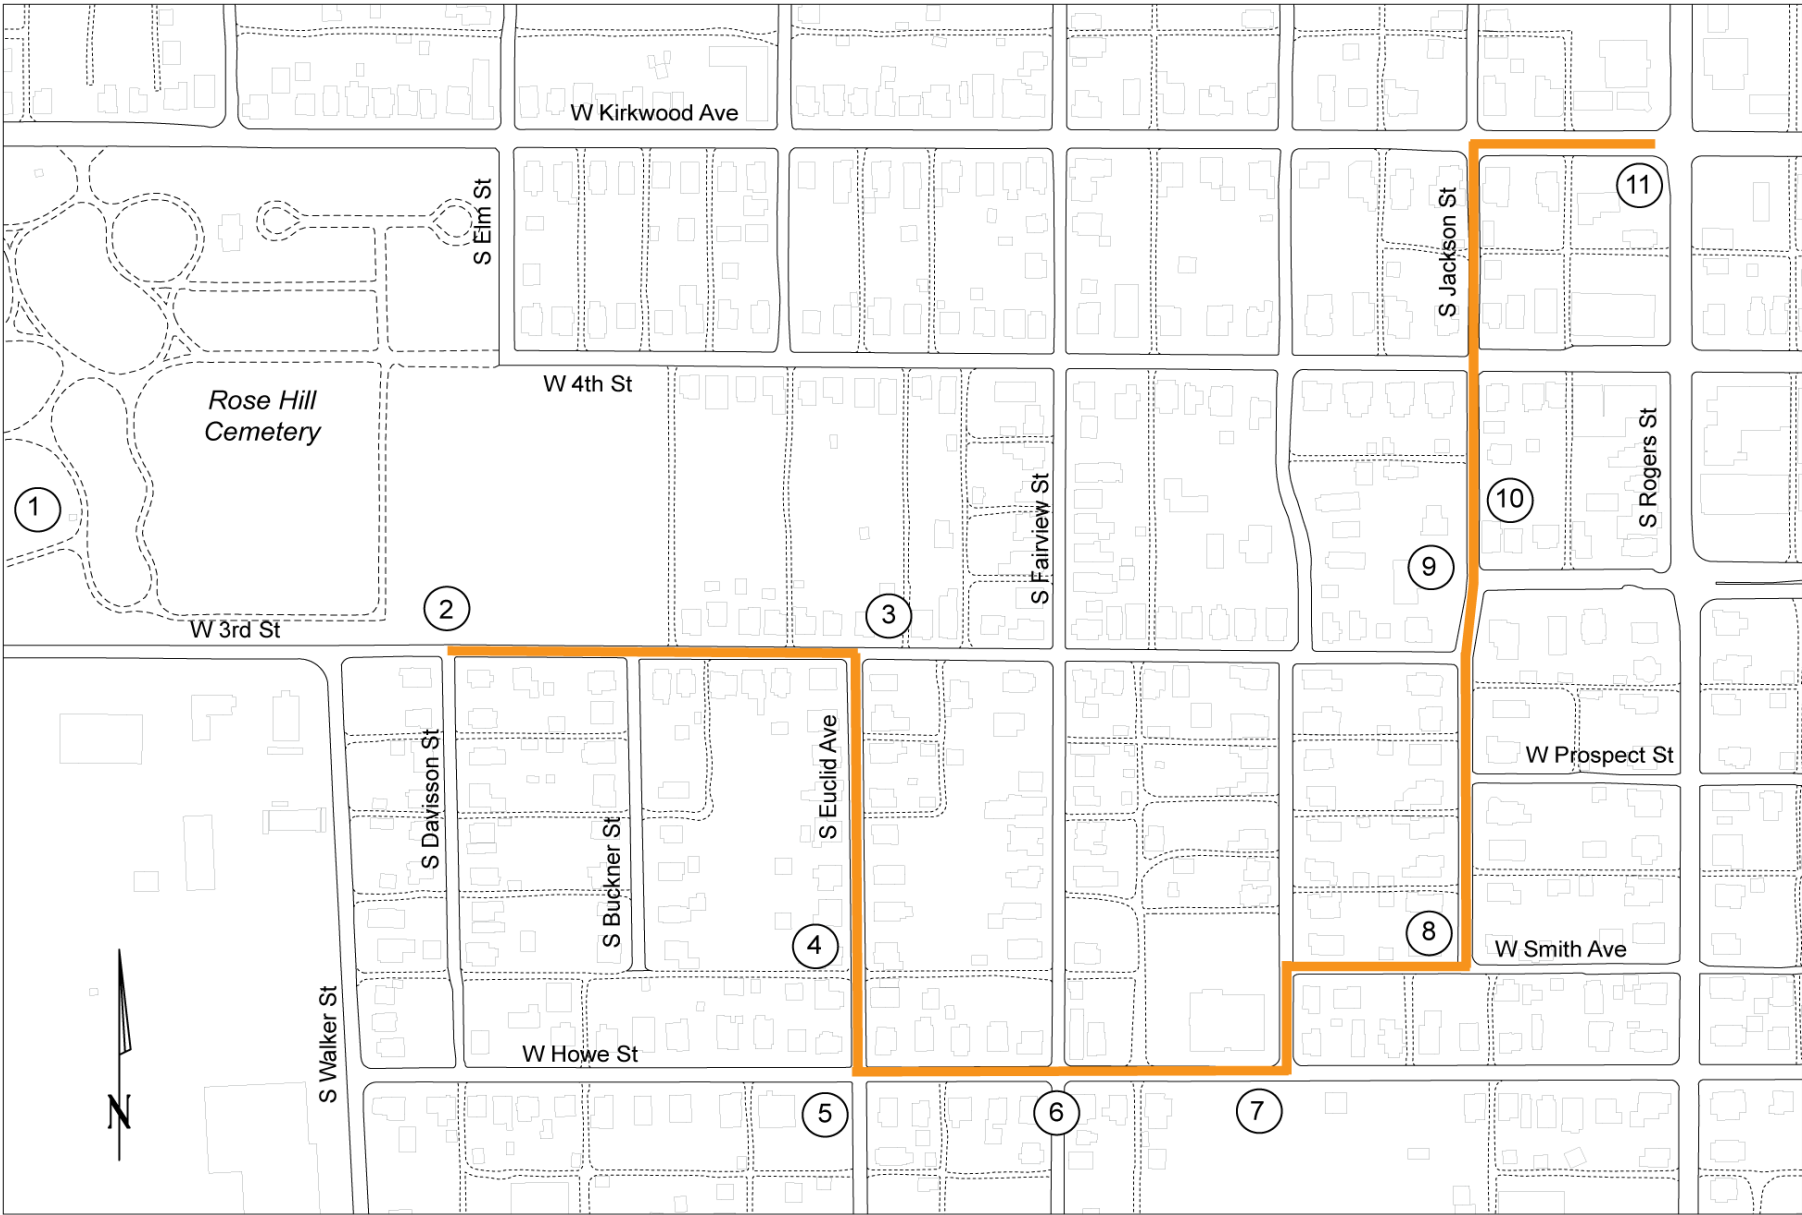 W Kirkwood Ave
S Elm St
S Jackson St
11
W 4th St
Rose Hill
Cemetery
S Fairview St
S Rogers St
1
10
9
2
3
W 3rd St
S Davisson St
S Buckner St
S Euclid Ave
W Prospect St
4
8
W Smith Ave
S Walker St
W Howe St
N
5
6
7